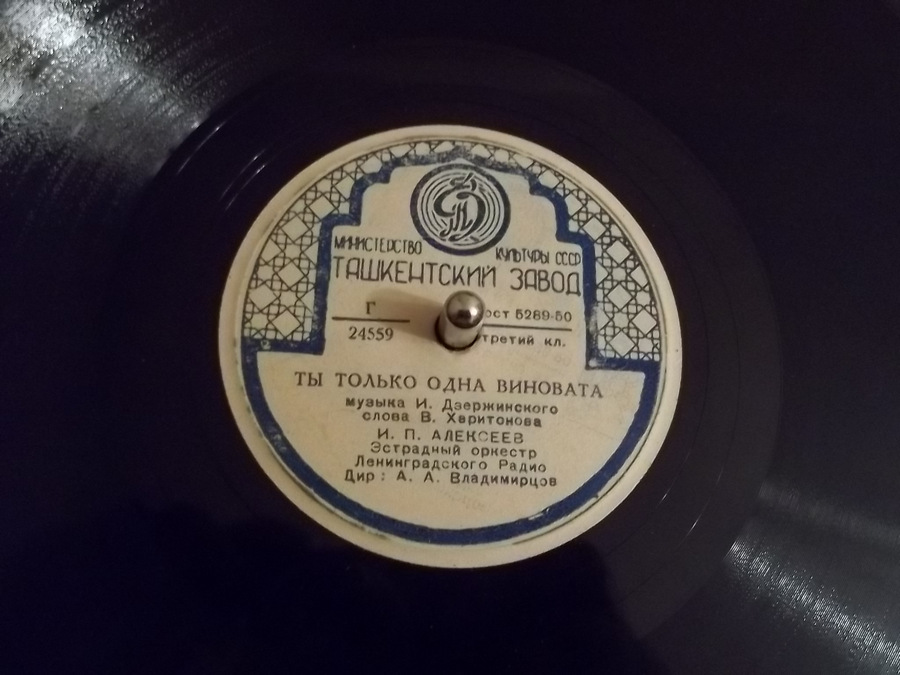 МИНИСТЕРСТВО КУЛЬТУРЫ СССР
ТАШКЕНТСКИЙ ЗАВОД
Г ост 5289-50
24559 третий кл.
ТЫ ТОЛЬКО ОДНА ВИНОВАТА
музыка И. Дзержинского
слова В. Харитонова
И. П. АЛЕКСЕЕВ
Эстрадный оркестр
Ленинградского Радио
Дир: А. А. Владимирцов